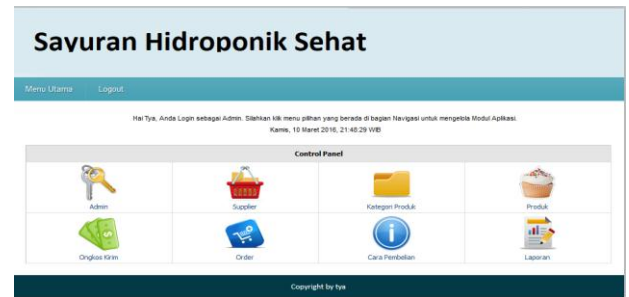 Sayuran Hidroponik Sehat
Menu Utama Logout
Hai Tya, Anda Login sebagai Admin. Silahkan klik menu pilihan yang berada di bagian Navigasi untuk mengelola Modul Aplikasi.
Kamis, 10 Maret 2016, 21:48:29 WIB
Control Panel
Admin Supplier Kategori Produk Produk
Ongkos Kirim Order Cara Pembelian Laporan
Copyright by tya